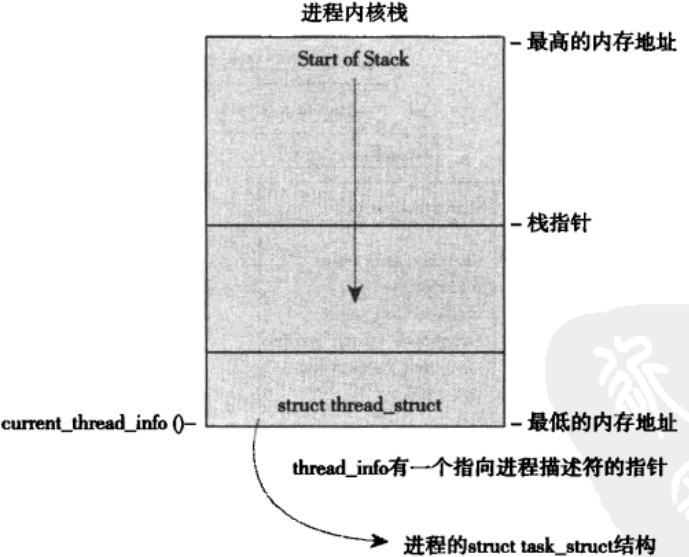 进程内核栈
最高的内存地址
Start of Stack
栈指针
struct thread_struct
current_thread_info ()
最低的内存地址
thread_info有一个指向进程描述符的指针
进程的struct task_struct结构